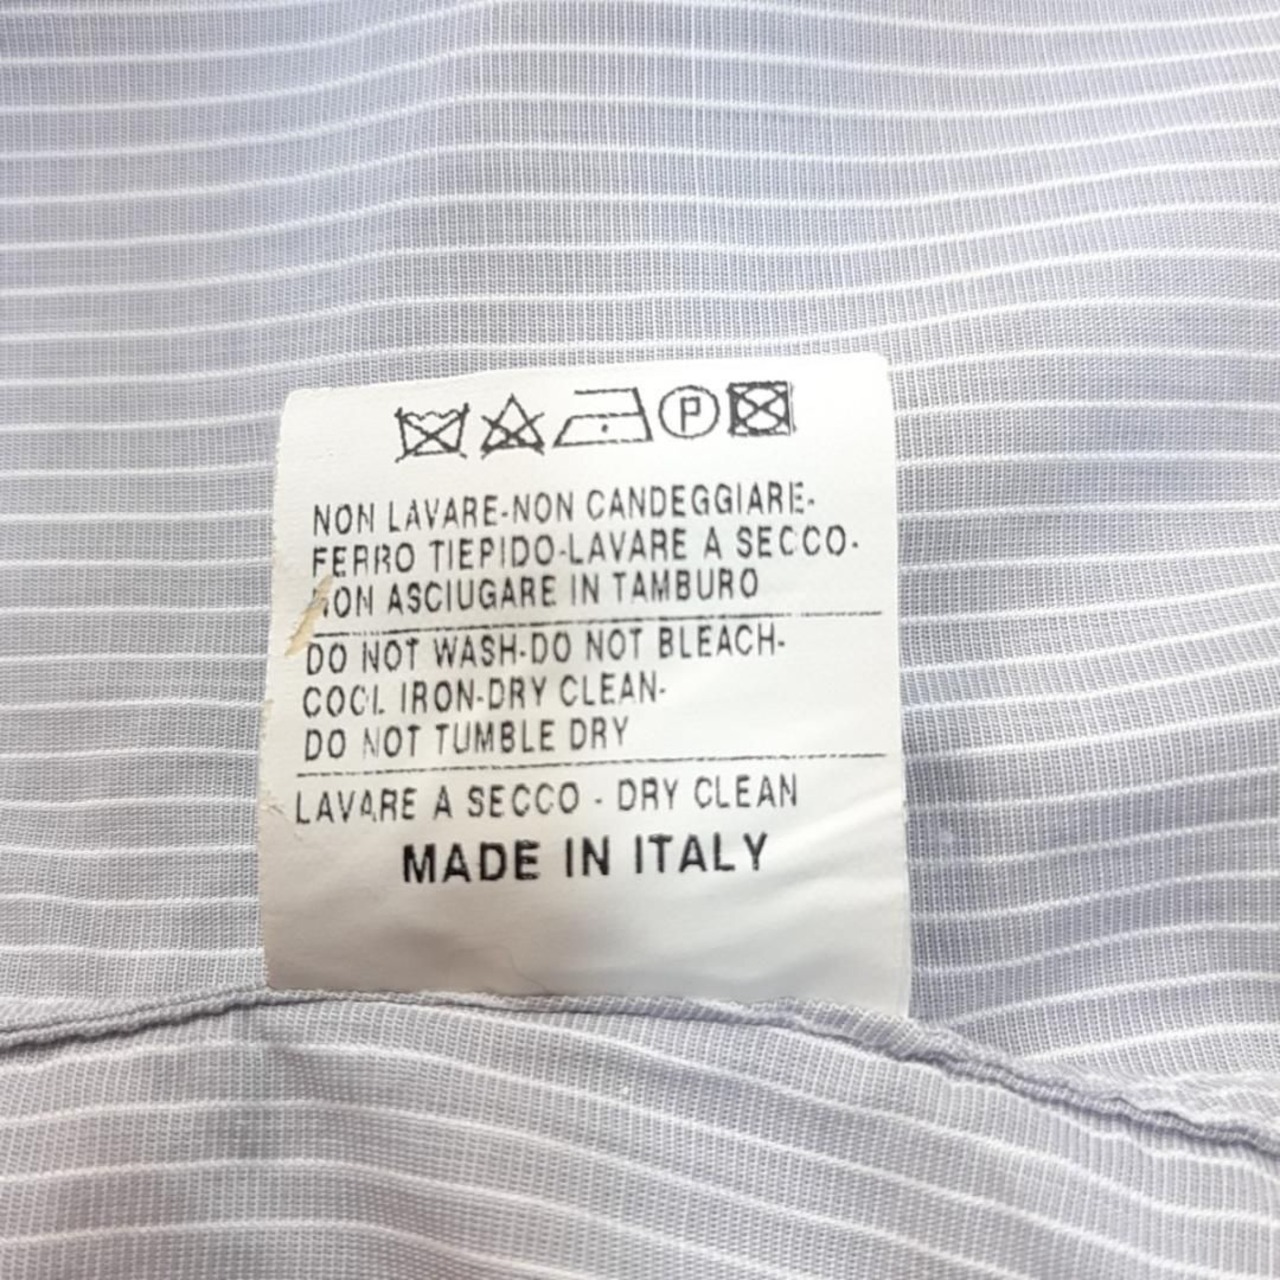 P
NON LAVARE-NON CANDEGGIARE-
FERRO TIEPIDO-LAVARE A SECCO-
NON ASCIUGARE IN TAMBURO
DO NOT WASH-DO NOT BLEACH-
COOL IRON-DRY CLEAN-
DO NOT TUMBLE DRY
LAVARE A SECCO - DRY CLEAN
MADE IN ITALY